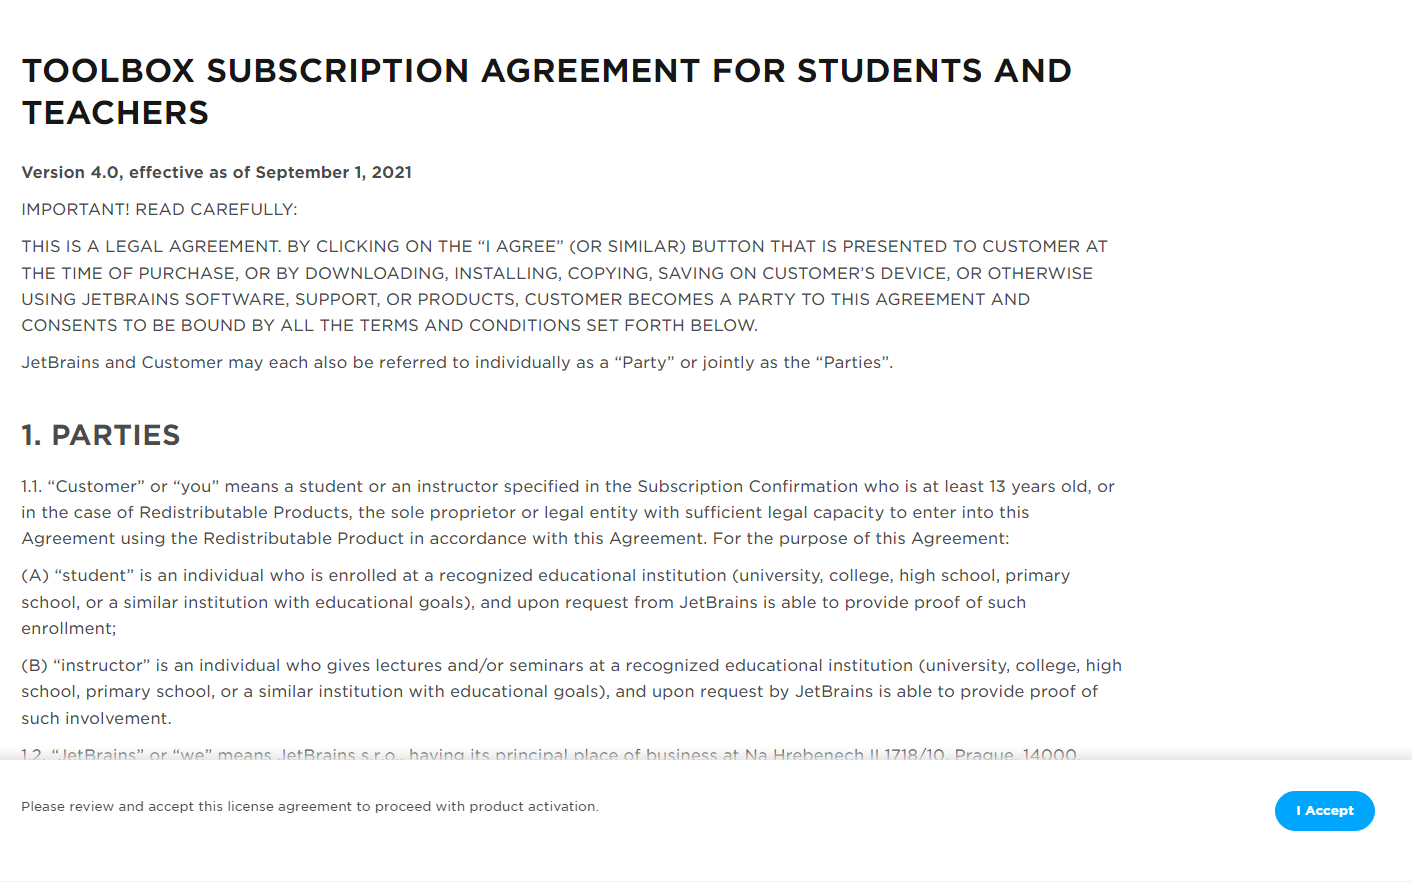 TOOLBOX SUBSCRIPTION AGREEMENT FOR STUDENTS AND
TEACHERS
Version 4.0, effective as of September 1, 2021
IMPORTANT! READ CAREFULLY:
THIS IS A LEGAL AGREEMENT. BY CLICKING ON THE “I AGREE” (OR SIMILAR) BUTTON THAT IS PRESENTED TO CUSTOMER AT
THE TIME OF PURCHASE, OR BY DOWNLOADING, INSTALLING, COPYING, SAVING ON CUSTOMER’S DEVICE, OR OTHERWISE
USING JETBRAINS SOFTWARE, SUPPORT, OR PRODUCTS, CUSTOMER BECOMES A PARTY TO THIS AGREEMENT AND
CONSENTS TO BE BOUND BY ALL THE TERMS AND CONDITIONS SET FORTH BELOW.
JetBrains and Customer may each also be referred to individually as a “Party” or jointly as the “Parties”.
1. PARTIES
1.1. “Customer” or “you” means a student or an instructor specified in the Subscription Confirmation who is at least 13 years old, or
in the case of Redistributable Products, the sole proprietor or legal entity with sufficient legal capacity to enter into this
Agreement using the Redistributable Product in accordance with this Agreement. For the purpose of this Agreement:
(A) “student” is an individual who is enrolled at a recognized educational institution (university, college, high school, primary
school, or a similar institution with educational goals), and upon request from JetBrains is able to provide proof of such
enrollment;
(B) “instructor” is an individual who gives lectures and/or seminars at a recognized educational institution (university, college, high
school, primary school, or a similar institution with educational goals), and upon request by JetBrains is able to provide proof of
such involvement.
1.2. “JetBrains” or “we” means JetBrains s.r.o., having its principal place of business at Na Hrebenech II 1718/10, Prague, 14000,
Please review and accept this license agreement to proceed with product activation.
I Accept